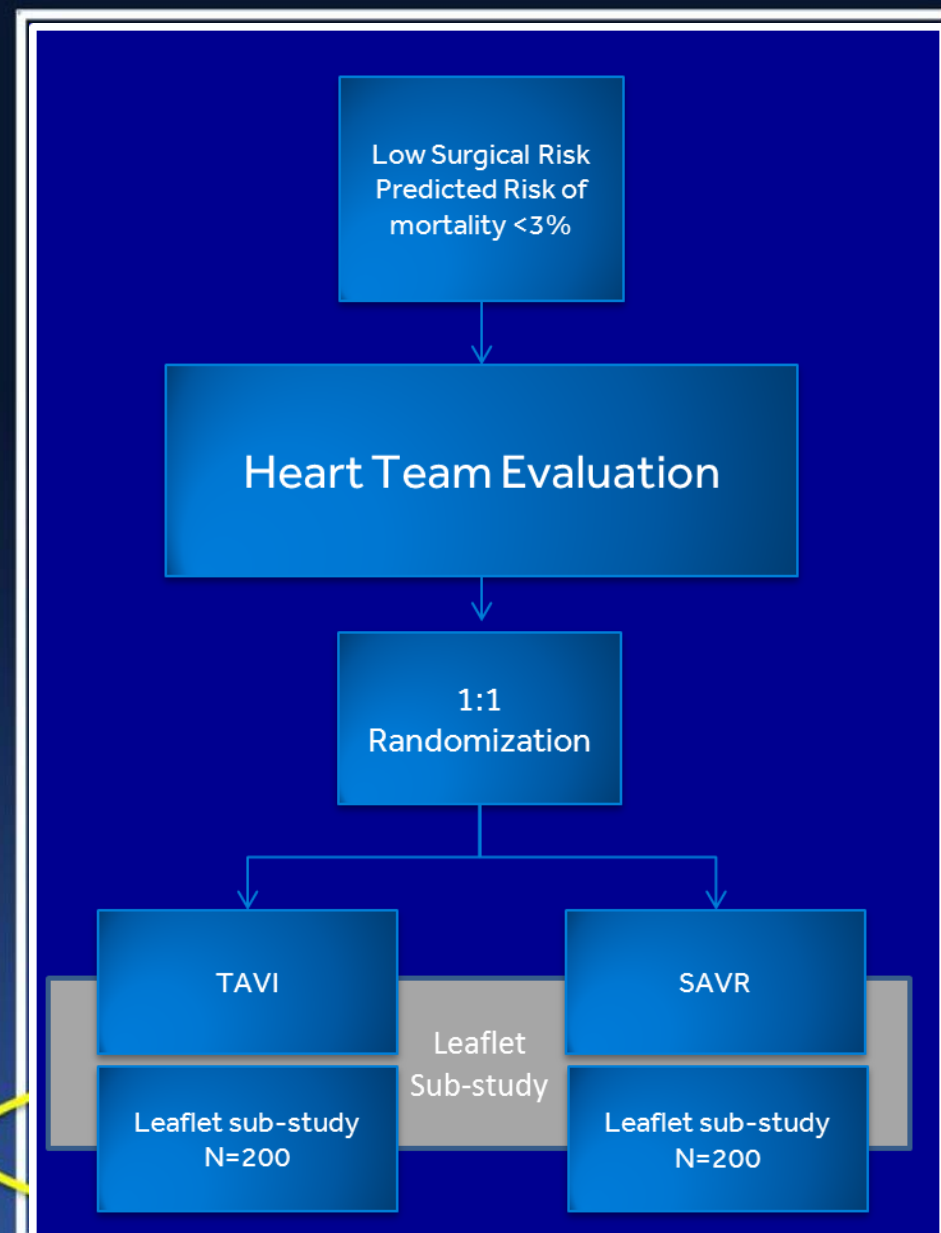 Low Surgical Risk
Predicted Risk of
mortality <3%
Heart Team Evaluation
1:1
Randomization
TAVI
SAVR
Leaflet
Sub-study
Leaflet sub-study
N=200
Leaflet sub-study
N=200